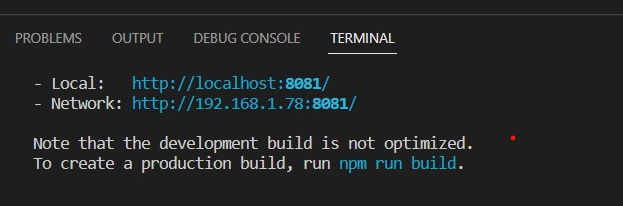 PROBLEMS OUTPUT DEBUG CONSOLE TERMINAL
- Local: http://localhost:8081/
- Network: http://192.168.1.78:8081/
Note that the development build is not optimized.
To create a production build, run npm run build.